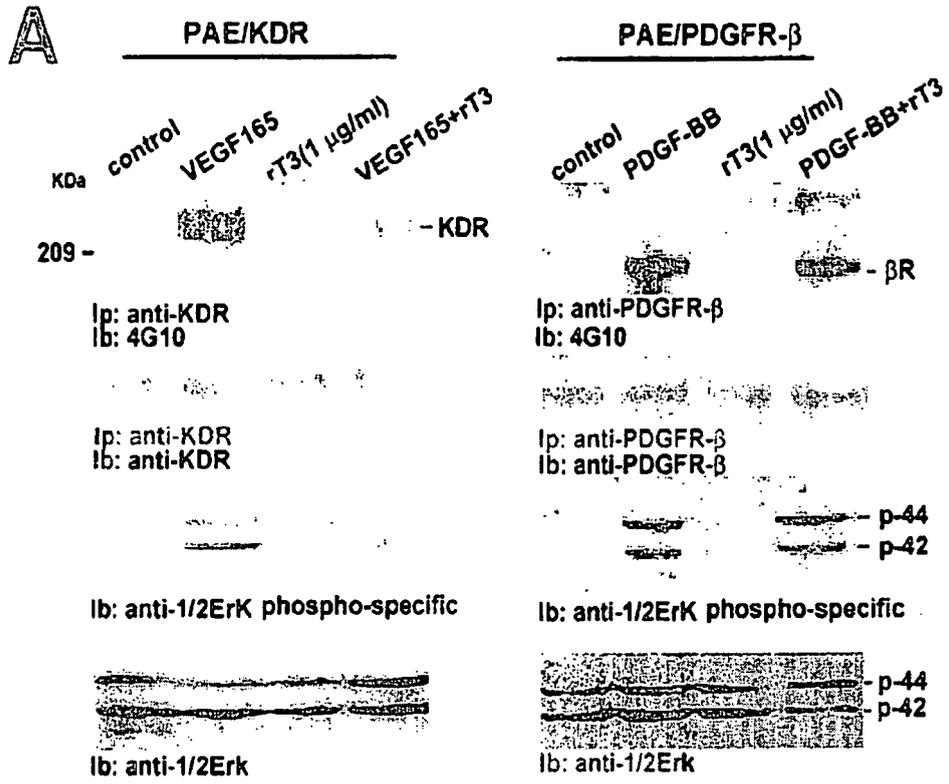 A
PAE/KDR
control
VEGF165
rT3(1 µg/ml)
VEGF165+rT3
KDa
209 –
– KDR
Ip: anti-KDR
Ib: 4G10
Ip: anti-KDR
Ib: anti-KDR
Ib: anti-1/2ErK phospho-specific
Ib: anti-1/2Erk
PAE/PDGFR-β
control
PDGF-BB
rT3(1 µg/ml)
PDGF-BB+rT3
– βR
Ip: anti-PDGFR-β
Ib: 4G10
Ip: anti-PDGFR-β
Ib: anti-PDGFR-β
– p-44
– p-42
Ib: anti-1/2ErK phospho-specific
– p-44
– p-42
Ib: anti-1/2Erk